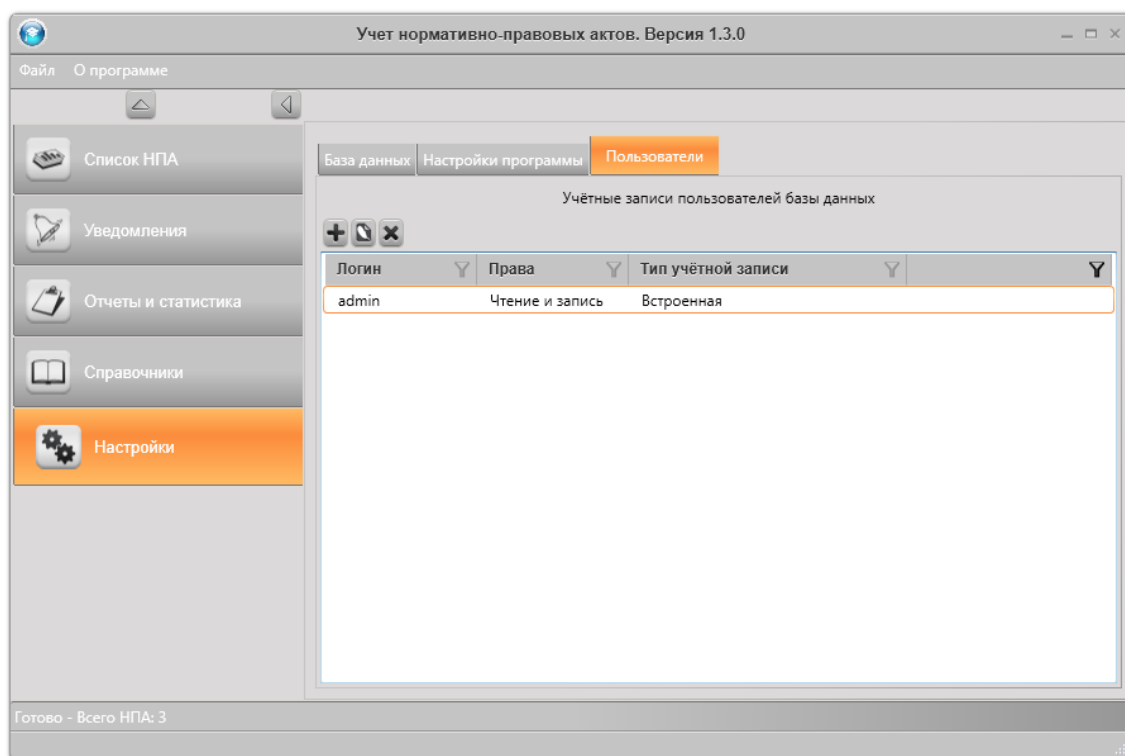 Учет нормативно-правовых актов. Версия 1.3.0
Файл О программе
Список НПА
Уведомления
Отчеты и статистика
Справочники
Настройки
База данных Настройки программы Пользователи
Учётные записи пользователей базы данных
Логин Права Тип учётной записи
admin Чтение и запись Встроенная
Готово - Всего НПА: 3